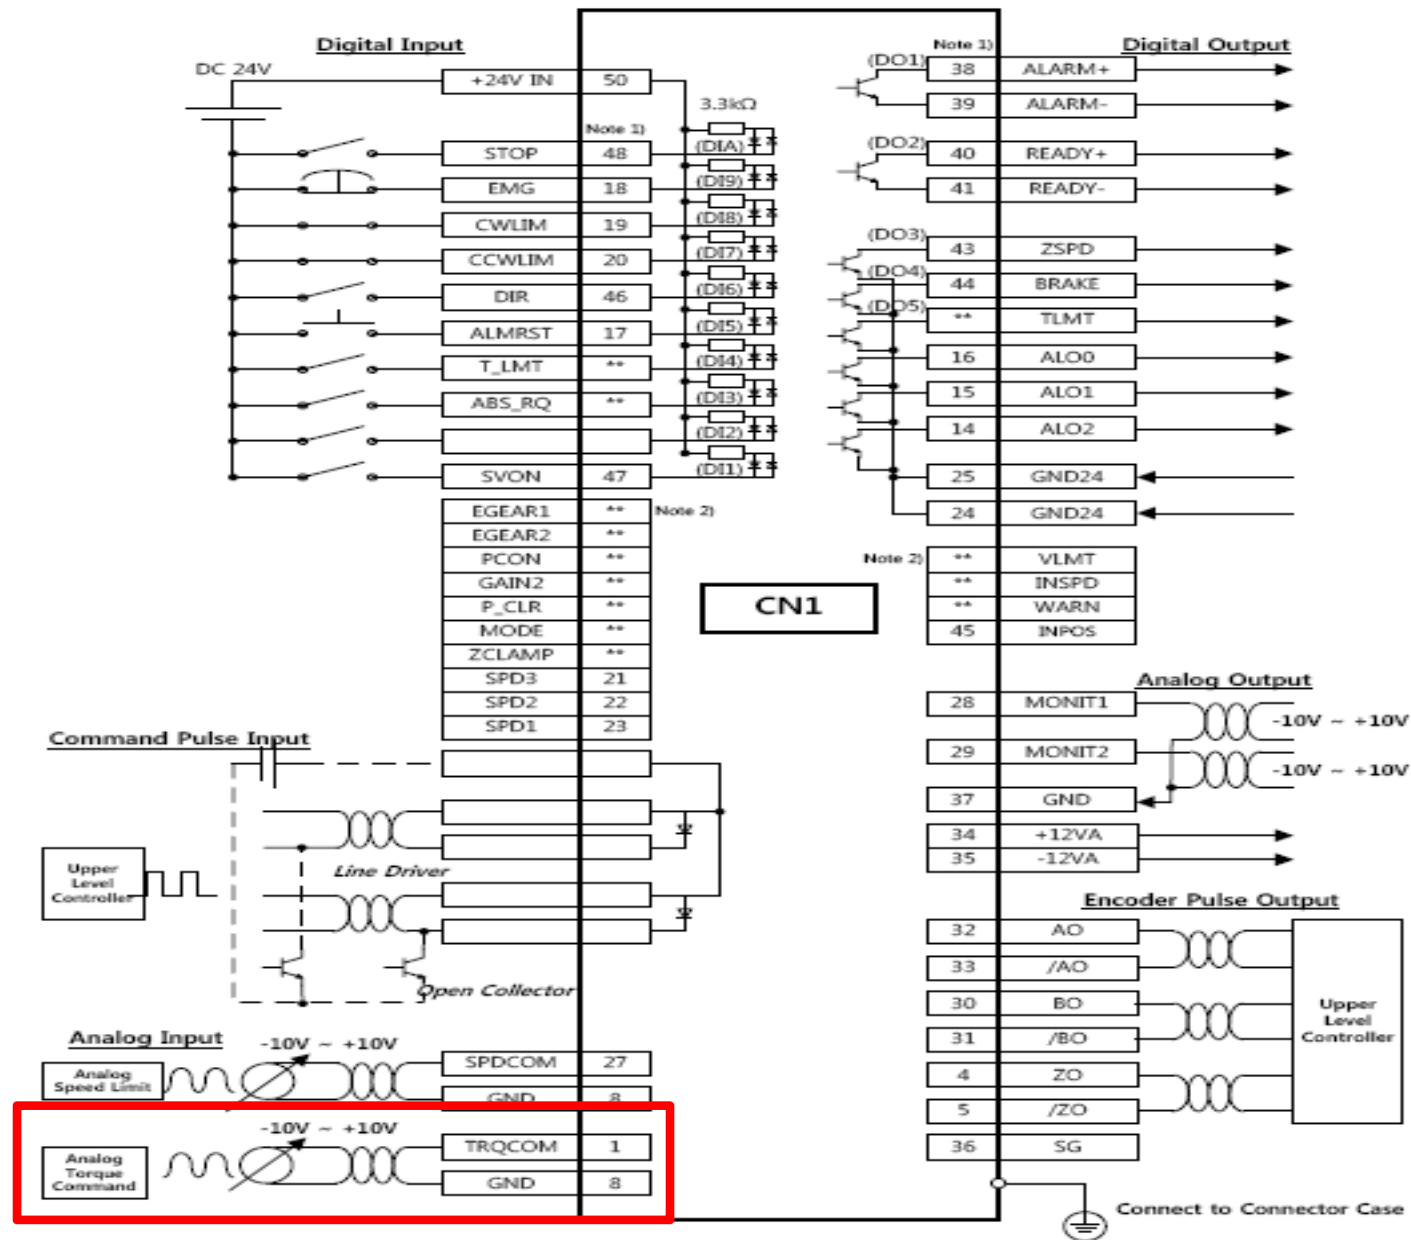 Digital Input
DC 24V
+24V IN 50
Note 1)
3.3kΩ
STOP 48 (DIA)
EMG 18 (DI9)
CWLIM 19 (DI8)
CCWLIM 20 (DI7)
DIR 46 (DI6)
ALMRST 17 (DI5)
T_LMT ** (DI4)
ABS_RQ ** (DI3)
(DI2)
SVON 47 (DI1)
EGEAR1 ** Note 2)
EGEAR2 **
PCON **
GAIN2 **
P_CLR **
MODE **
ZCLAMP **
SPD3 21
SPD2 22
SPD1 23
Command Pulse Input
Upper
Level
Controller
Line Driver
Open Collector
Analog Input
-10V ~ +10V
Analog
Speed Limit
SPDCOM 27
GND 8
-10V ~ +10V
Analog
Torque
Command
TRQCOM 1
GND 8
CN1
Note 1)
Digital Output
(DO1) 38 ALARM+
39 ALARM-
(DO2) 40 READY+
41 READY-
(DO3) 43 ZSPD
(DO4) 44 BRAKE
(DO5) ** TLMT
16 ALO0
15 ALO1
14 ALO2
25 GND24
24 GND24
Note 2) ** VLMT
** INSPD
** WARN
45 INPOS
Analog Output
28 MONIT1
-10V ~ +10V
29 MONIT2
-10V ~ +10V
37 GND
34 +12VA
35 -12VA
Encoder Pulse Output
32 AO
33 /AO
30 BO
31 /BO
4 ZO
5 /ZO
36 SG
Upper
Level
Controller
Connect to Connector Case